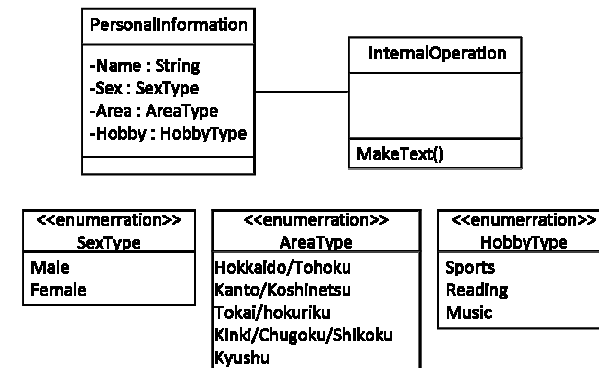 PersonalInformation
-Name : String
-Sex : SexType
-Area : AreaType
-Hobby : HobbyType
InternalOperation
MakeText()
<<enumerration>>
SexType
Male
Female
<<enumerration>>
AreaType
Hokkaido/Tohoku
Kanto/Koshinetsu
Tokai/hokuriku
Kinki/Chugoku/Shikoku
Kyushu
<<enumerration>>
HobbyType
Sports
Reading
Music